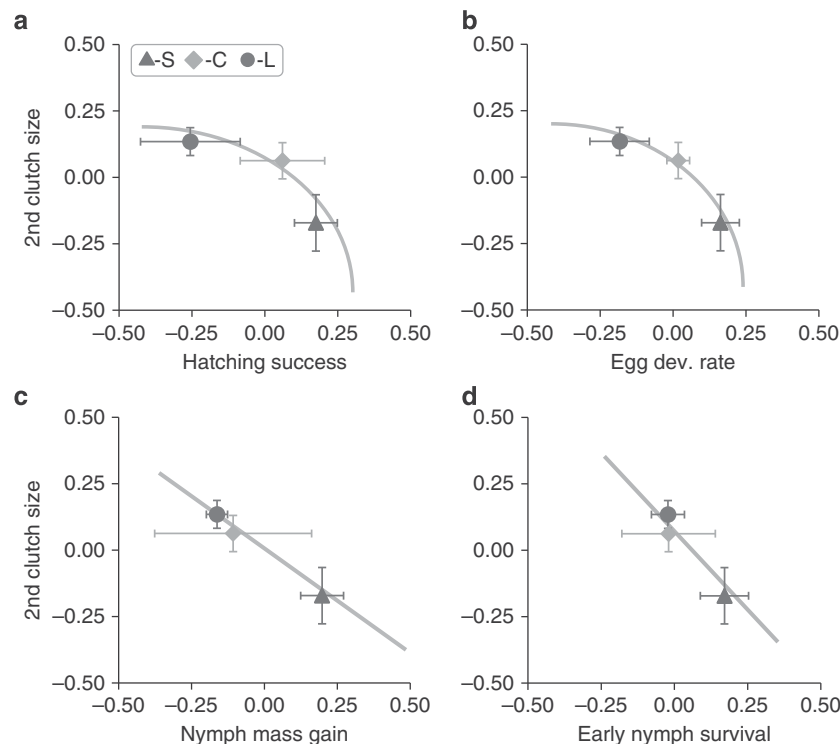 a
0.50
0.25
0.00
–0.25
–0.50
2nd clutch size
-S -C -L
–0.50 –0.25 0.00 0.25 0.50
Hatching success
b
0.50
0.25
0.00
–0.25
–0.50
–0.50 –0.25 0.00 0.25 0.50
Egg dev. rate
c
0.50
0.25
0.00
–0.25
–0.50
2nd clutch size
–0.50 –0.25 0.00 0.25 0.50
Nymph mass gain
d
0.50
0.25
0.00
–0.25
–0.50
–0.50 –0.25 0.00 0.25 0.50
Early nymph survival